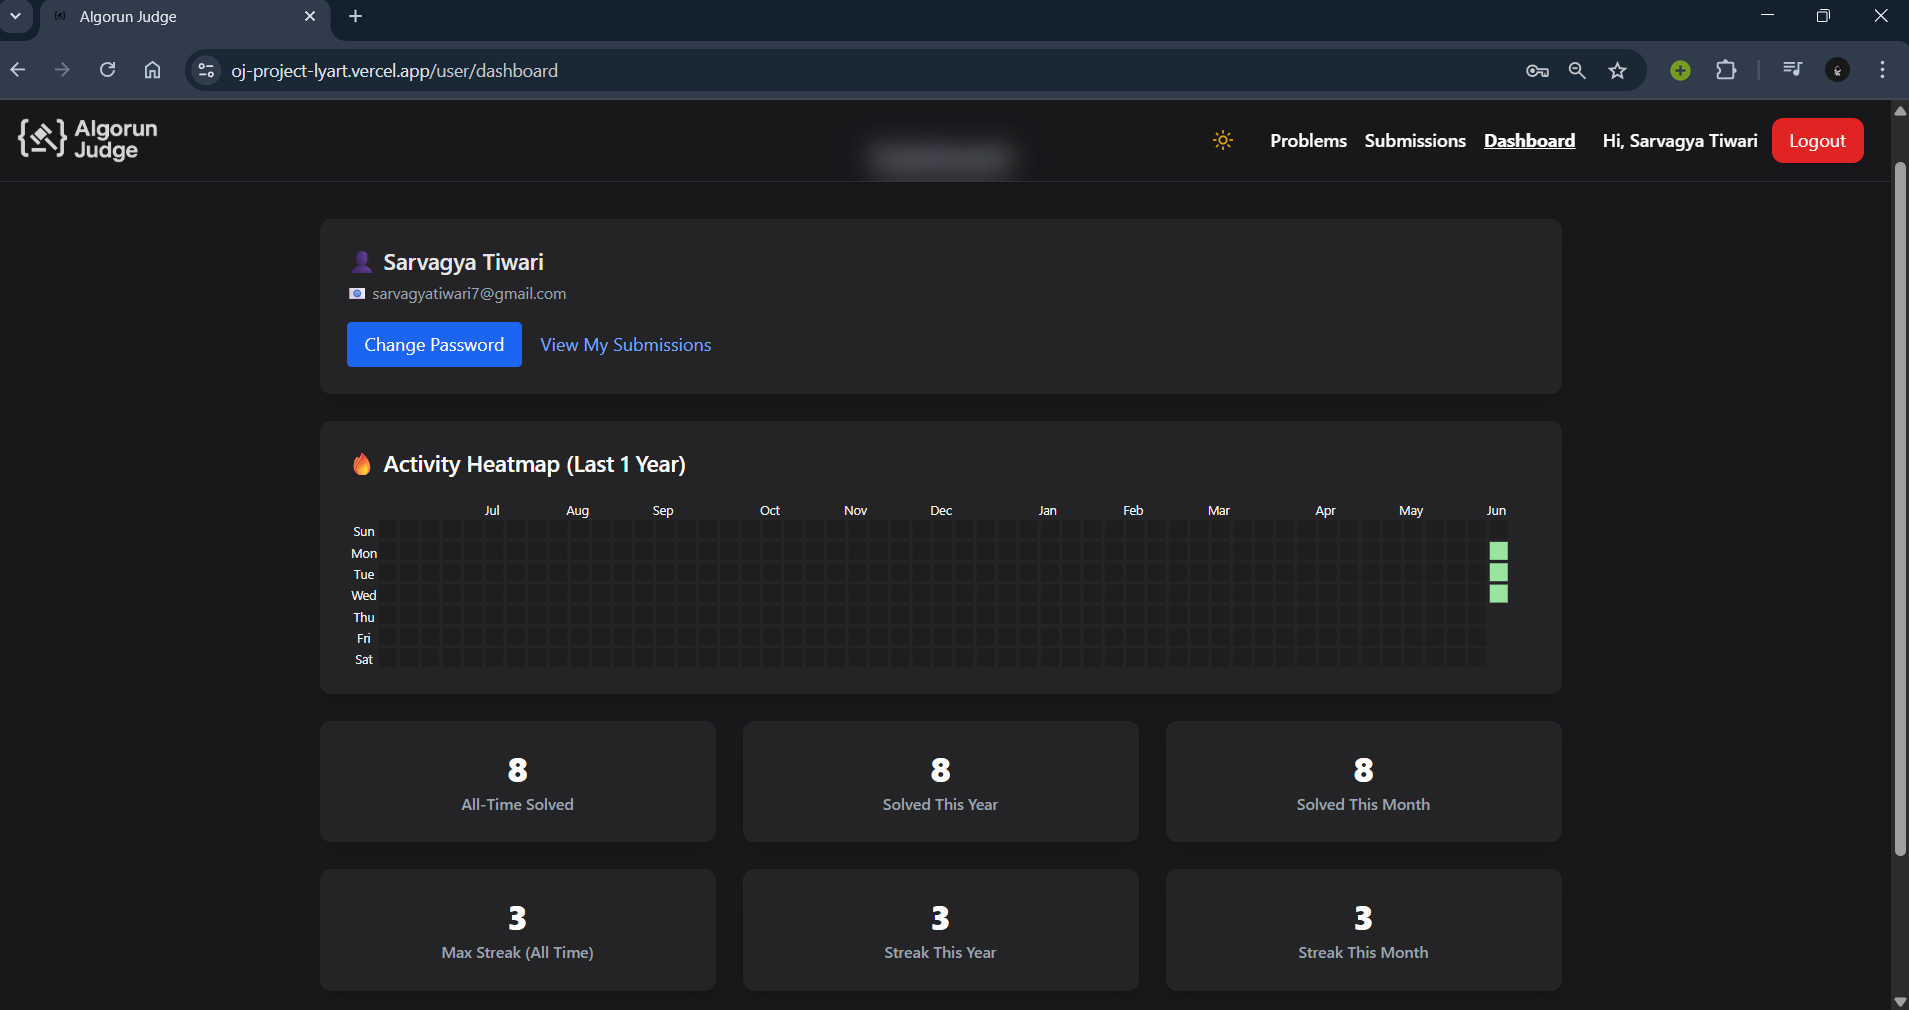 Algorun Judge
oj-project-lyart.vercel.app/user/dashboard
Algorun
Judge
Problems Submissions Dashboard Hi, Sarvagya Tiwari Logout
Sarvagya Tiwari
sarvagyatiwari7@gmail.com
Change Password View My Submissions
Activity Heatmap (Last 1 Year)
Jul Aug Sep Oct Nov Dec Jan Feb Mar Apr May Jun
Sun
Mon
Tue
Wed
Thu
Fri
Sat
8 8 8
All-Time Solved Solved This Year Solved This Month
3 3 3
Max Streak (All Time) Streak This Year Streak This Month